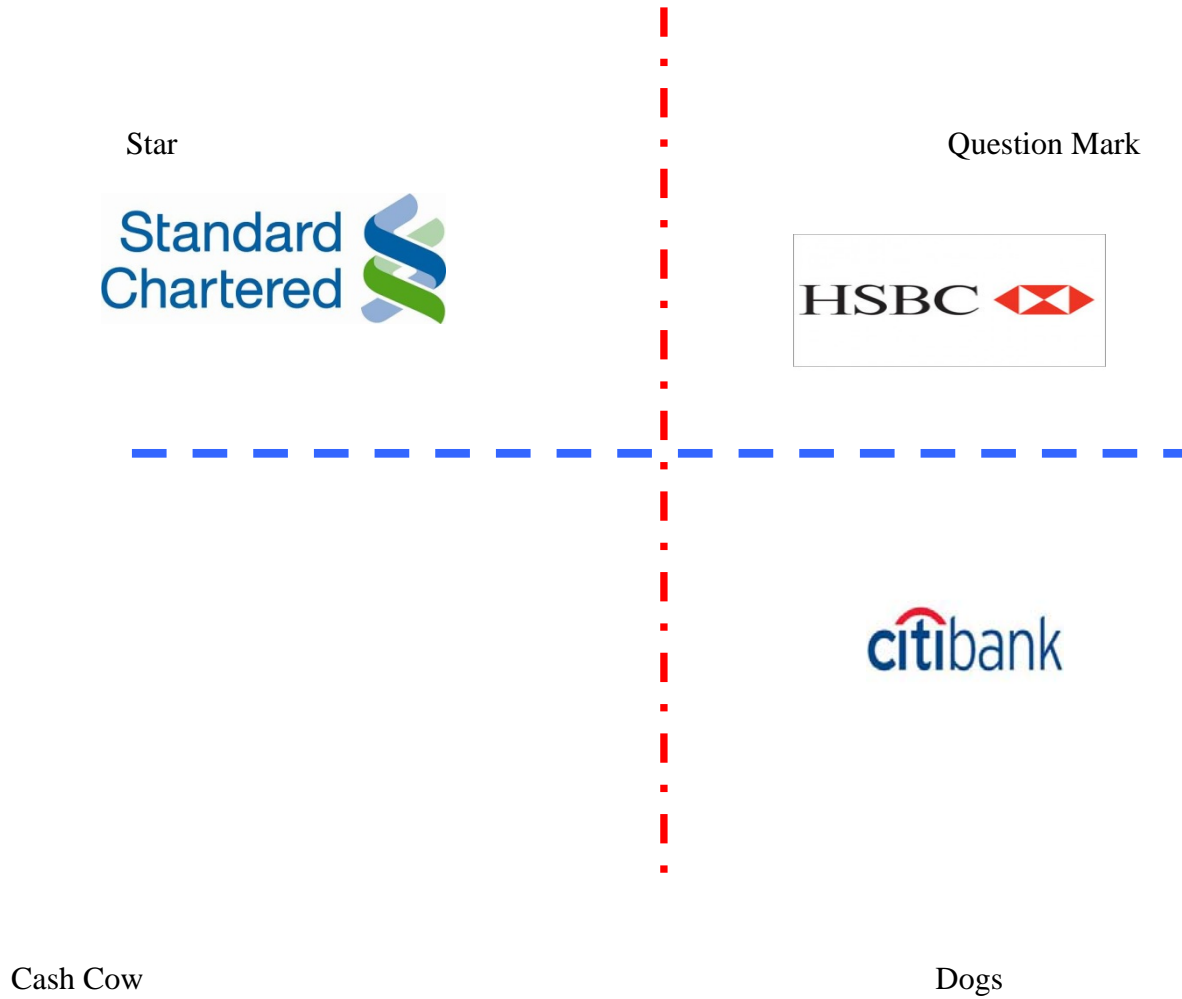 Star
Question Mark
Standard
Chartered
HSBC
citibank
Cash Cow
Dogs